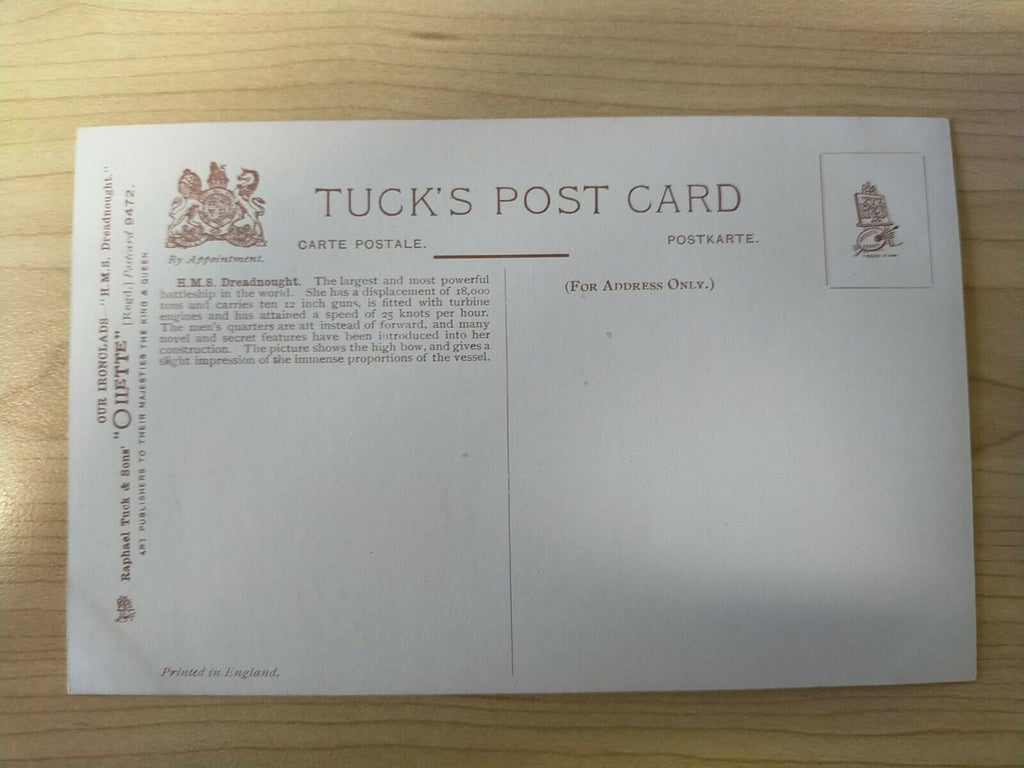 TUCK'S POST CARD
CARTE POSTALE.
POSTKARTE.
By Appointment.
(FOR ADDRESS ONLY.)
H.M.S. Dreadnought. The largest and most powerful
battleship in the world. She has a displacement of 18,000
tons and carries ten 12 inch guns, is fitted with turbine
engines and has attained a speed of 25 knots per hour.
The men's quarters are aft instead of forward, and many
novel and secret features have been introduced into her
construction. The picture shows the high bow, and gives a
slight impression of the immense proportions of the vessel.
OUR IRONCLADS—"H.M.S. Dreadnought."
Raphael Tuck & Sons' "OILETTE" [Regd.] Postcard 9472.
ART PUBLISHERS TO THEIR MAJESTIES THE KING & QUEEN
Printed in England.